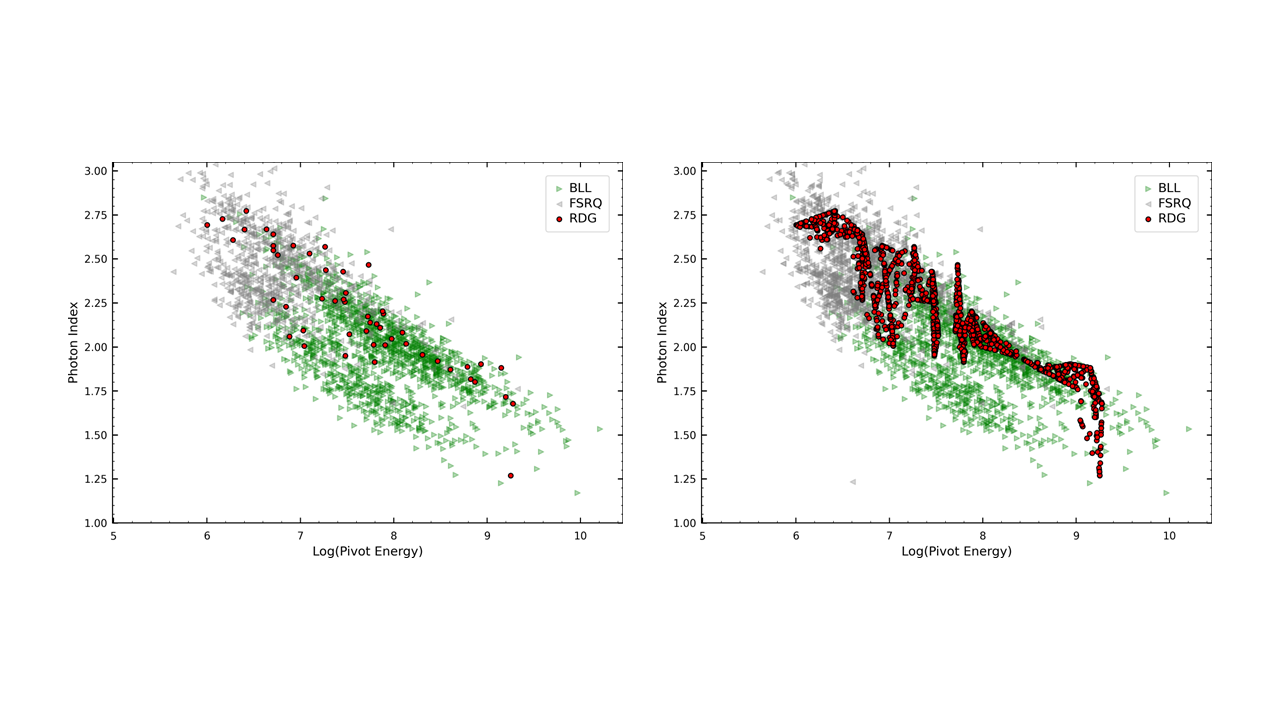 3.00
2.75
2.50
2.25
2.00
1.75
1.50
1.25
1.00
Photon Index
5 6 7 8 9 10
Log(Pivot Energy)
BLL
FSRQ
RDG
3.00
2.75
2.50
2.25
2.00
1.75
1.50
1.25
1.00
Photon Index
5 6 7 8 9 10
Log(Pivot Energy)
BLL
FSRQ
RDG